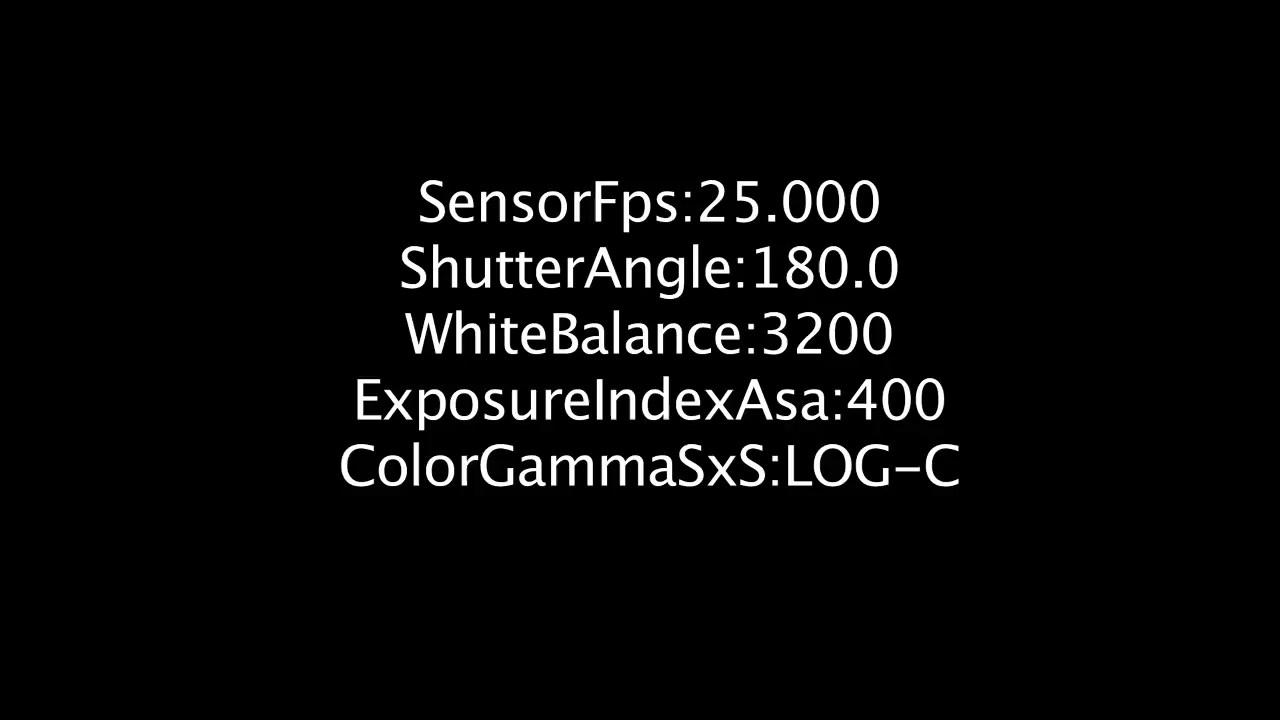 SensorFps:25.000
ShutterAngle:180.0
WhiteBalance:3200
ExposureIndexAsa:400
ColorGammaSxS:LOG-C